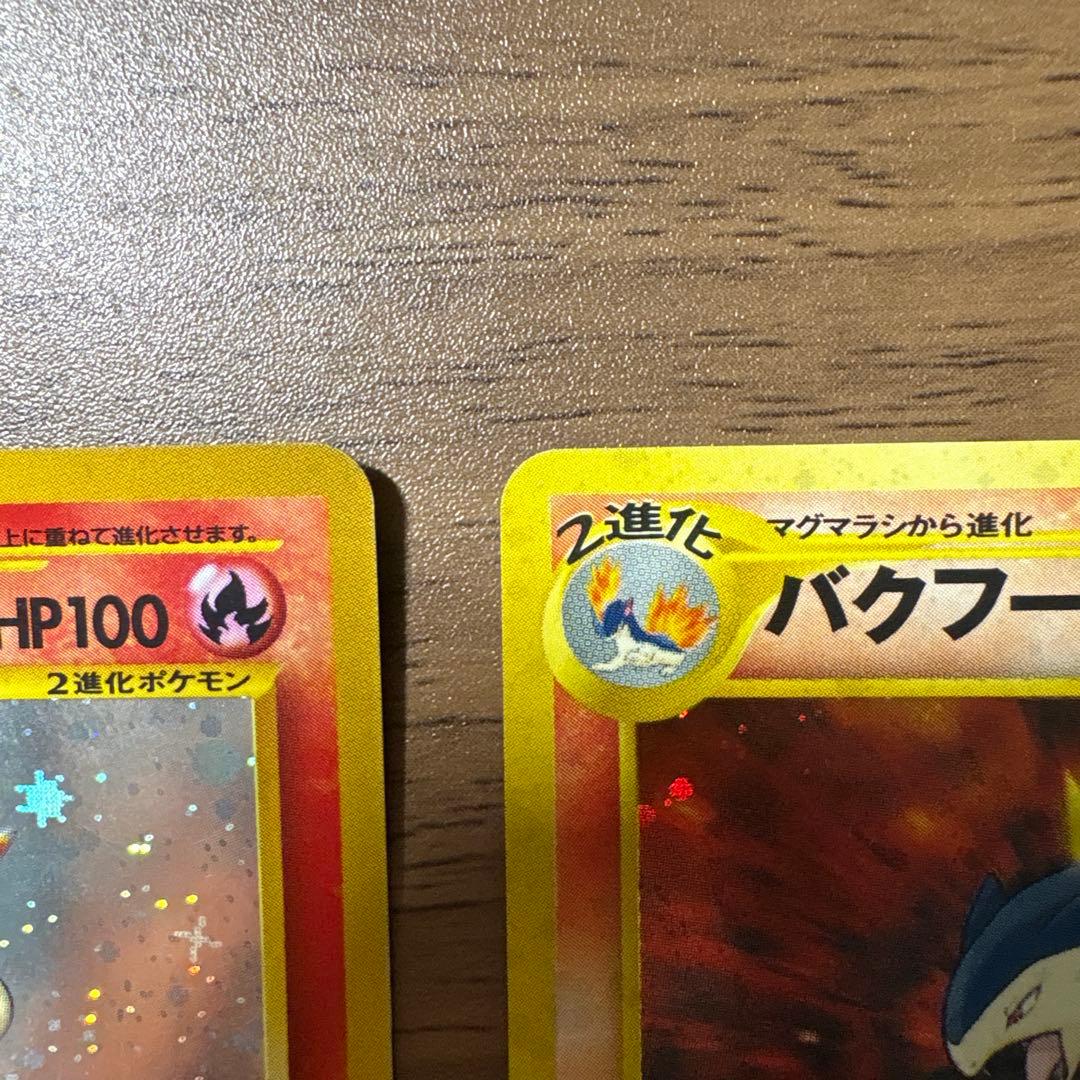 上に重ねて進化させます。
HP100
2進化ポケモン
2進化
マグマラシから進化
バクフー